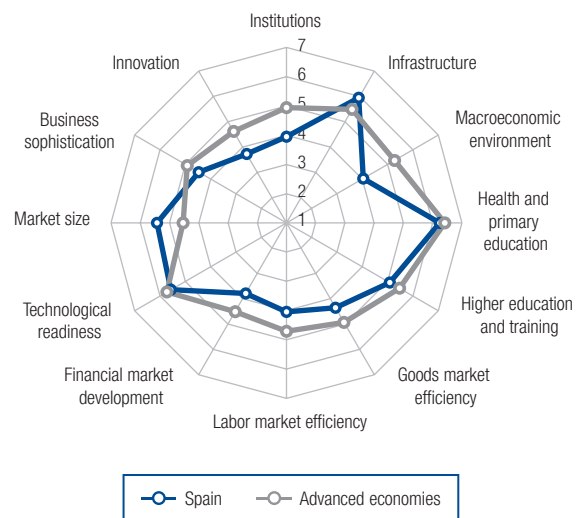 Institutions
7
6
5
4
3
2
1
Infrastructure
Macroeconomic
environment
Health and
primary
education
Higher education
and training
Goods market
efficiency
Labor market efficiency
Financial market
development
Technological
readiness
Market size
Business
sophistication
Innovation
Spain
Advanced economies